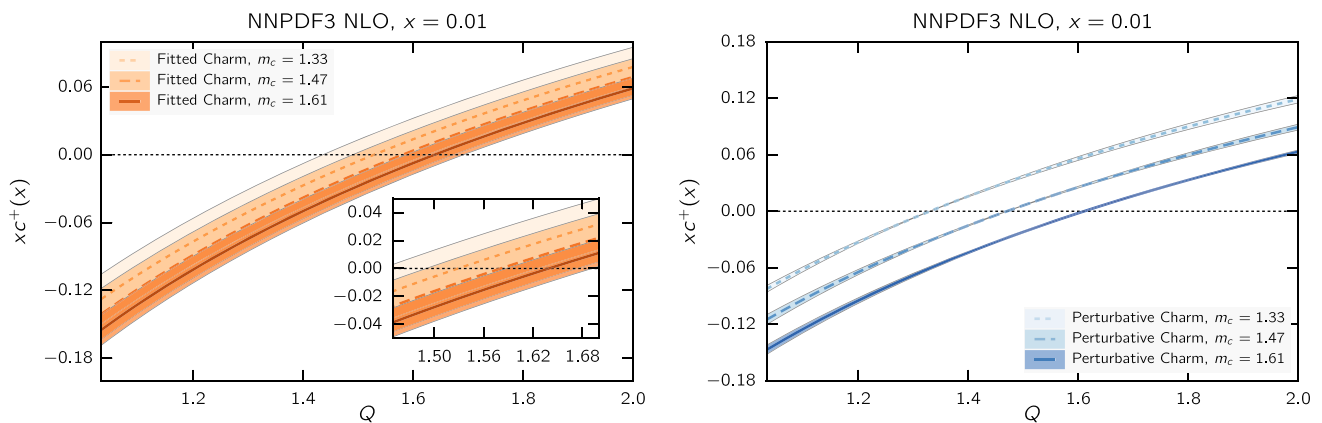 NNPDF3 NLO, x = 0.01
Fitted Charm, m_c = 1.33
Fitted Charm, m_c = 1.47
Fitted Charm, m_c = 1.61
0.06
0.00
−0.06
−0.12
−0.18
xc⁺(x)
1.2
1.4
1.6
1.8
2.0
Q
0.04
0.02
0.00
−0.02
−0.04
1.50
1.56
1.62
1.68
NNPDF3 NLO, x = 0.01
0.18
0.12
0.06
0.00
−0.06
−0.12
−0.18
xc⁺(x)
Perturbative Charm, m_c = 1.33
Perturbative Charm, m_c = 1.47
Perturbative Charm, m_c = 1.61
1.2
1.4
1.6
1.8
2.0
Q